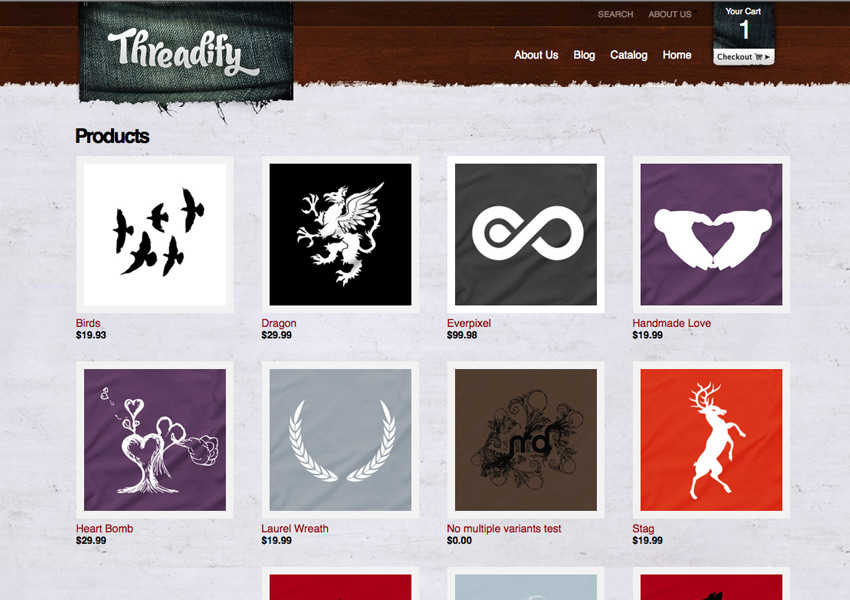 Threadify
SEARCH ABOUT US
Your Cart
1
Checkout
About Us Blog Catalog Home
Products
Birds
$19.93
Dragon
$29.99
Everpixel
$99.98
Handmade Love
$19.99
Heart Bomb
$29.99
Laurel Wreath
$19.99
md
No multiple variants test
$0.00
Stag
$19.99